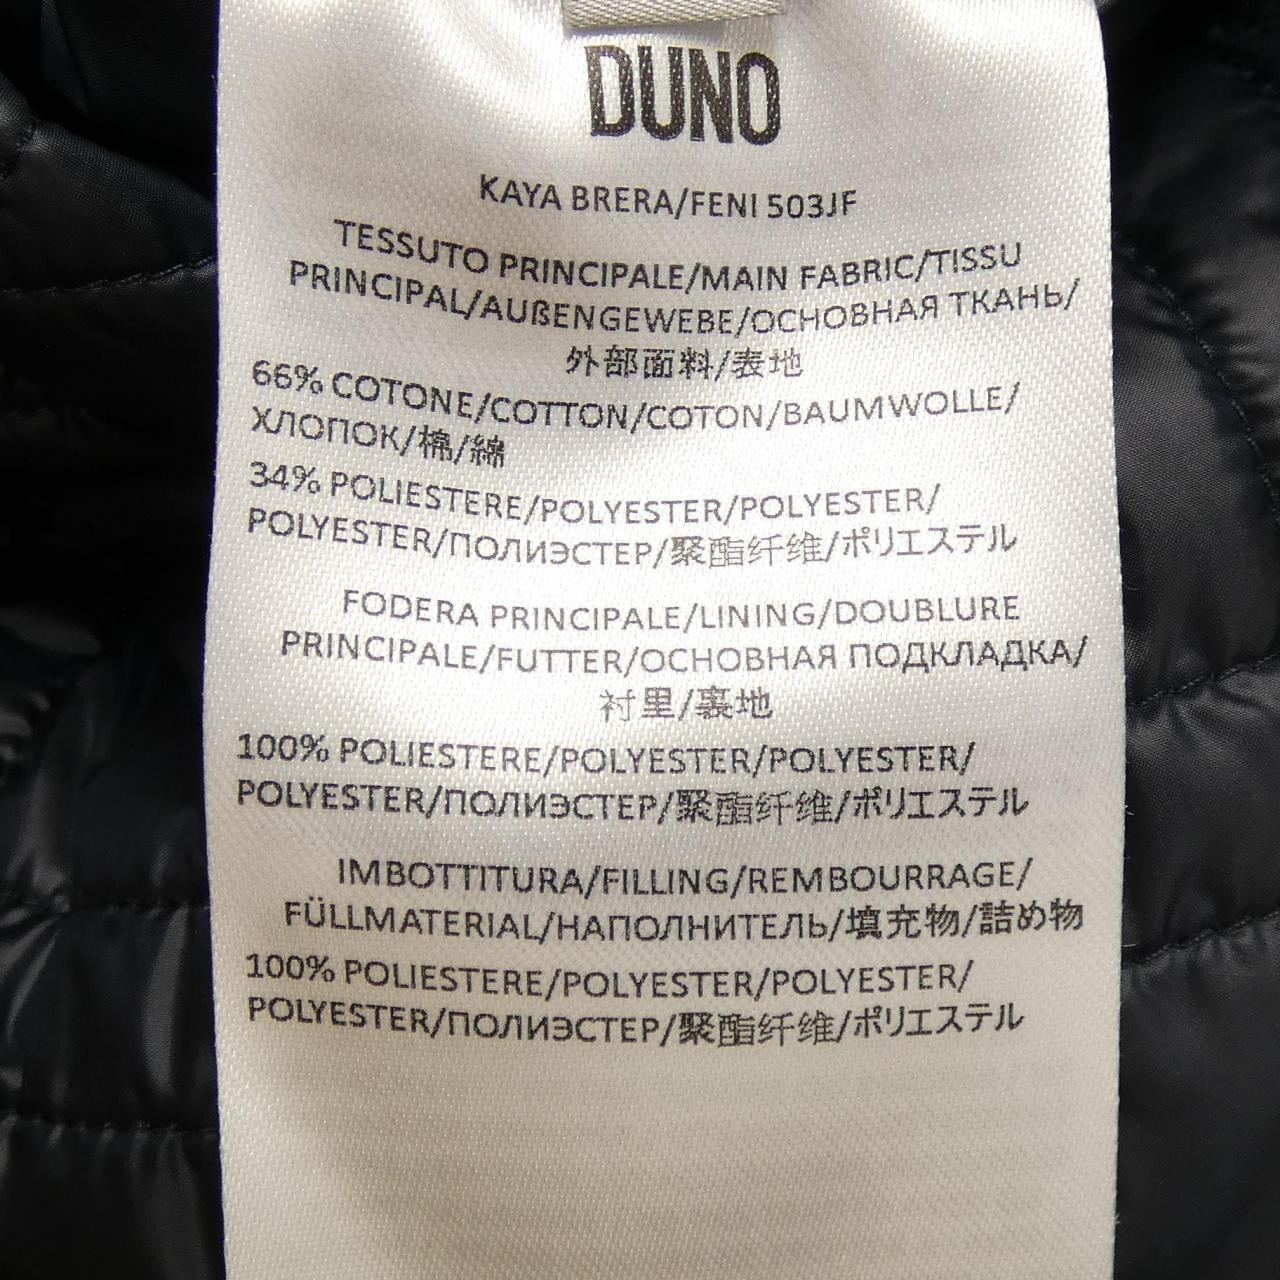 DUNO
KAYA BRERA/FENI 503JF
TESSUTO PRINCIPALE/MAIN FABRIC/TISSU
PRINCIPAL/AUßENGEWEBE/ОСНОВНАЯ ТКАНЬ/
外部面料/表地
66% COTONE/COTTON/COTON/BAUMWOLLE/
ХЛОПОК/棉/綿
34% POLIESTERE/POLYESTER/POLYESTER/
POLYESTER/ПОЛИЭСТЕР/聚酯纤维/ポリエステル
FODERA PRINCIPALE/LINING/DOUBLURE
PRINCIPALE/FUTTER/ОСНОВНАЯ ПОДКЛАДКА/
衬里/裏地
100% POLIESTERE/POLYESTER/POLYESTER/
POLYESTER/ПОЛИЭСТЕР/聚酯纤维/ポリエステル
IMBOTTITURA/FILLING/REMBOURRAGE/
FÜLLMATERIAL/НАПОЛНИТЕЛЬ/填充物/詰め物
100% POLIESTERE/POLYESTER/POLYESTER/
POLYESTER/ПОЛИЭСТЕР/聚酯纤维/ポリエステル